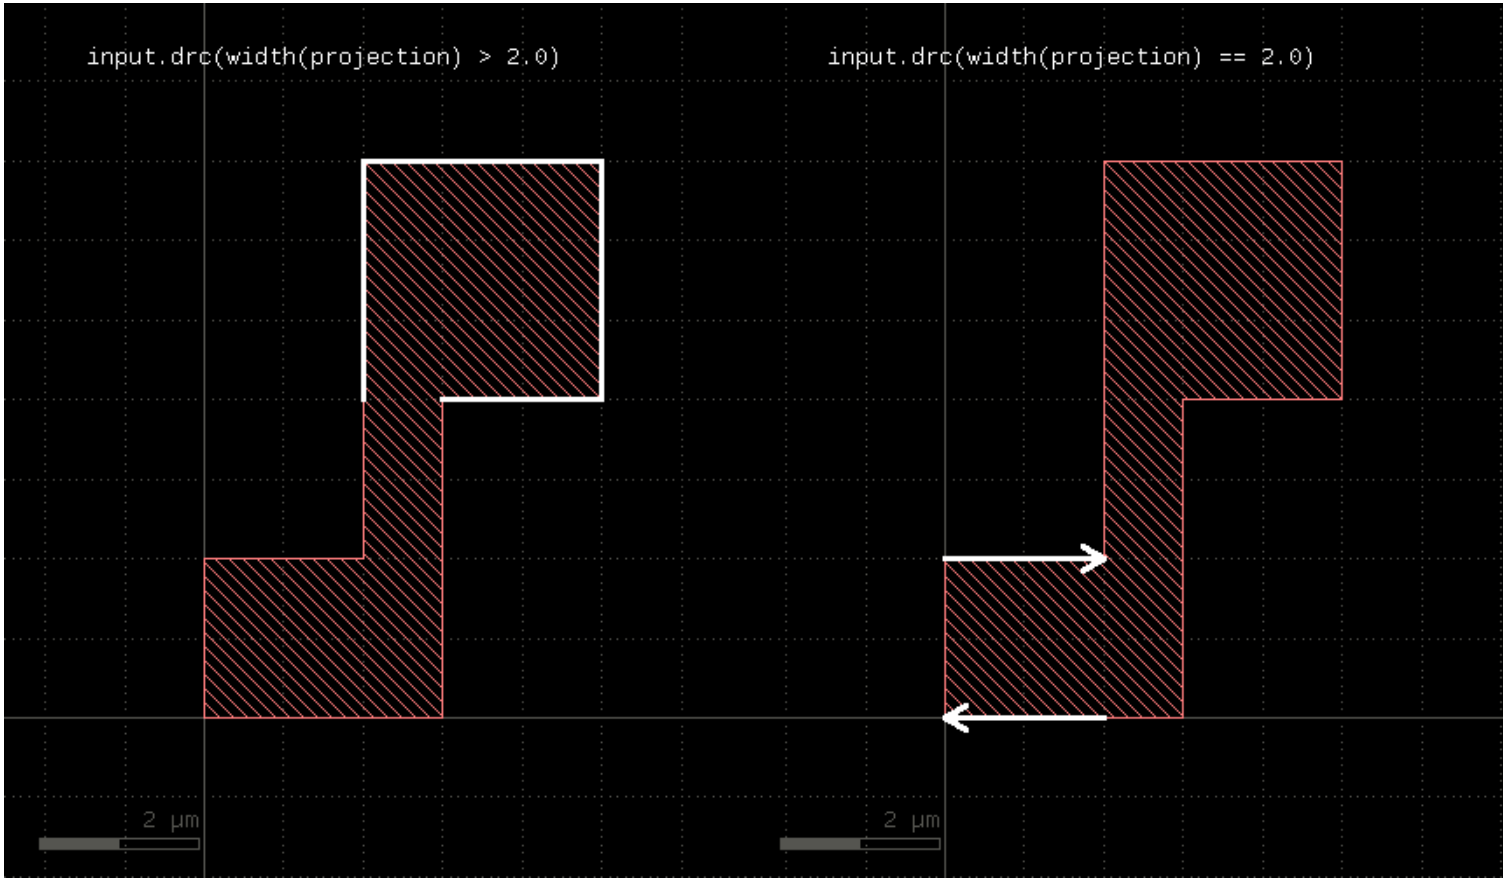 input.drc(width(projection) > 2.0)
input.drc(width(projection) == 2.0)
2 µm
2 µm